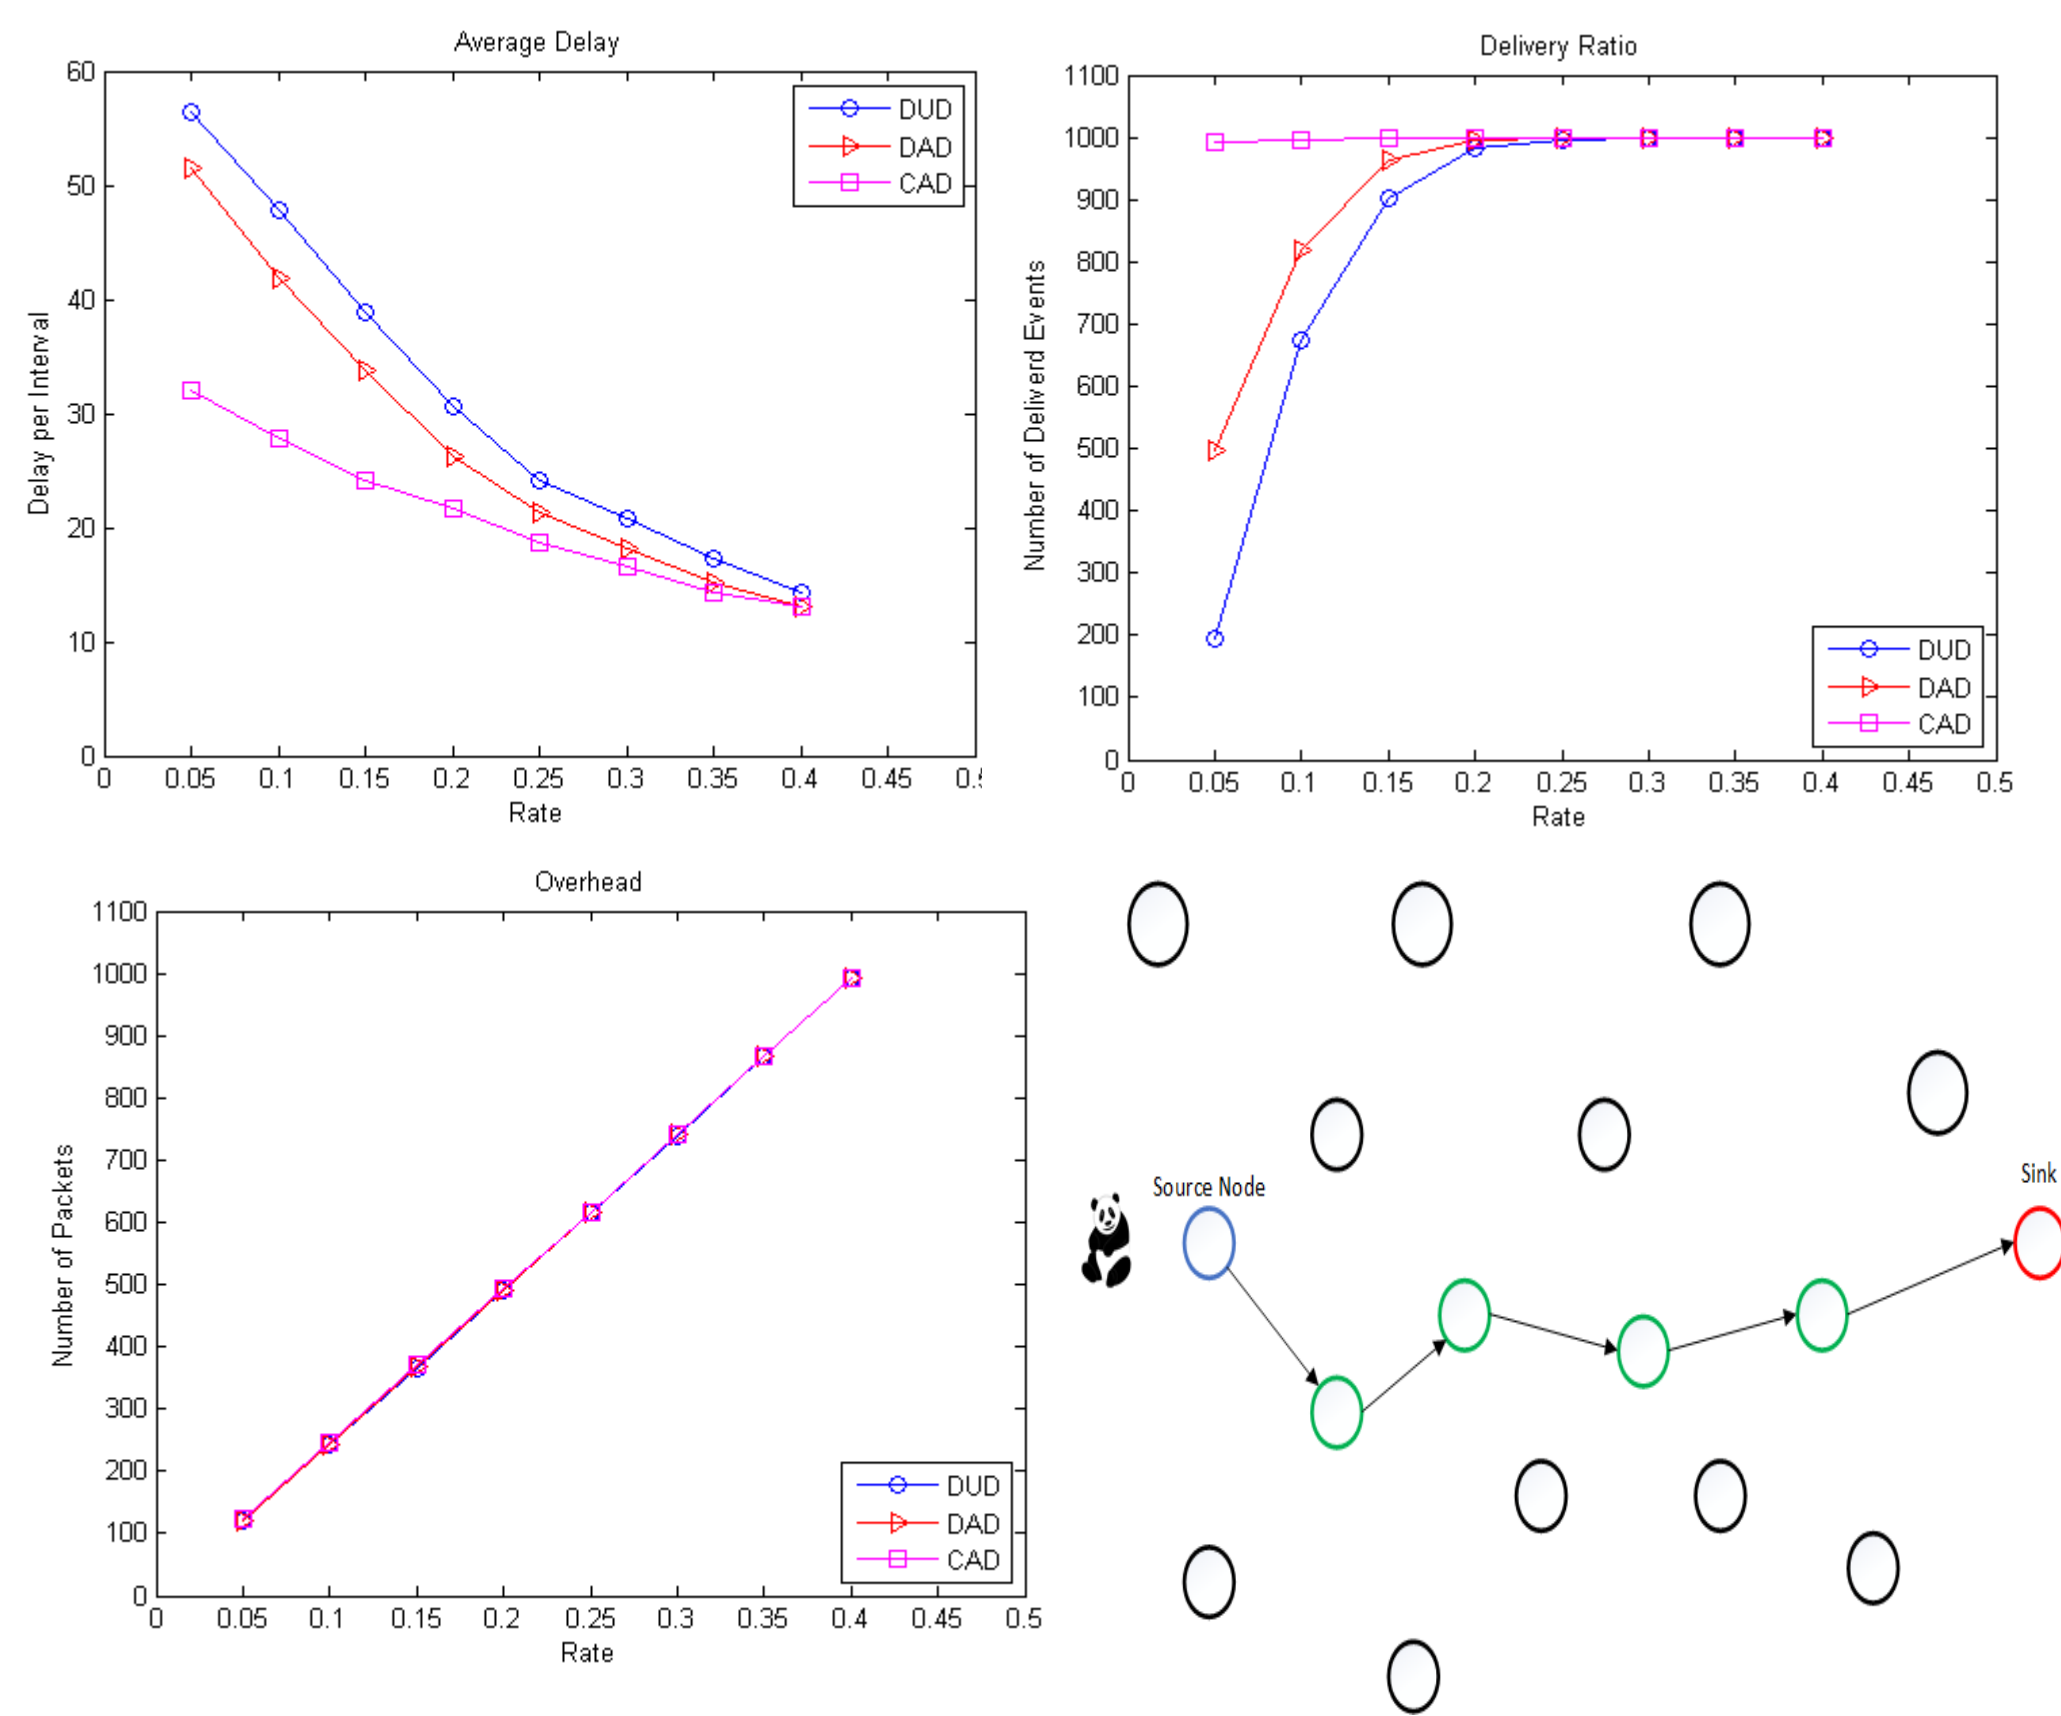 Average Delay
60
50
40
30
20
10
0
Delay per Interval
0 0.05 0.1 0.15 0.2 0.25 0.3 0.35 0.4 0.45
Rate
DUD
DAD
CAD
Delivery Ratio
1100
1000
900
800
700
600
500
400
300
200
100
0
Number of Deliverd Events
0 0.05 0.1 0.15 0.2 0.25 0.3 0.35 0.4 0.45 0.5
Rate
DUD
DAD
CAD
Overhead
1100
1000
900
800
700
600
500
400
300
200
100
0
Number of Packets
0 0.05 0.1 0.15 0.2 0.25 0.3 0.35 0.4 0.45 0.5
Rate
DUD
DAD
CAD
Source Node
Sink